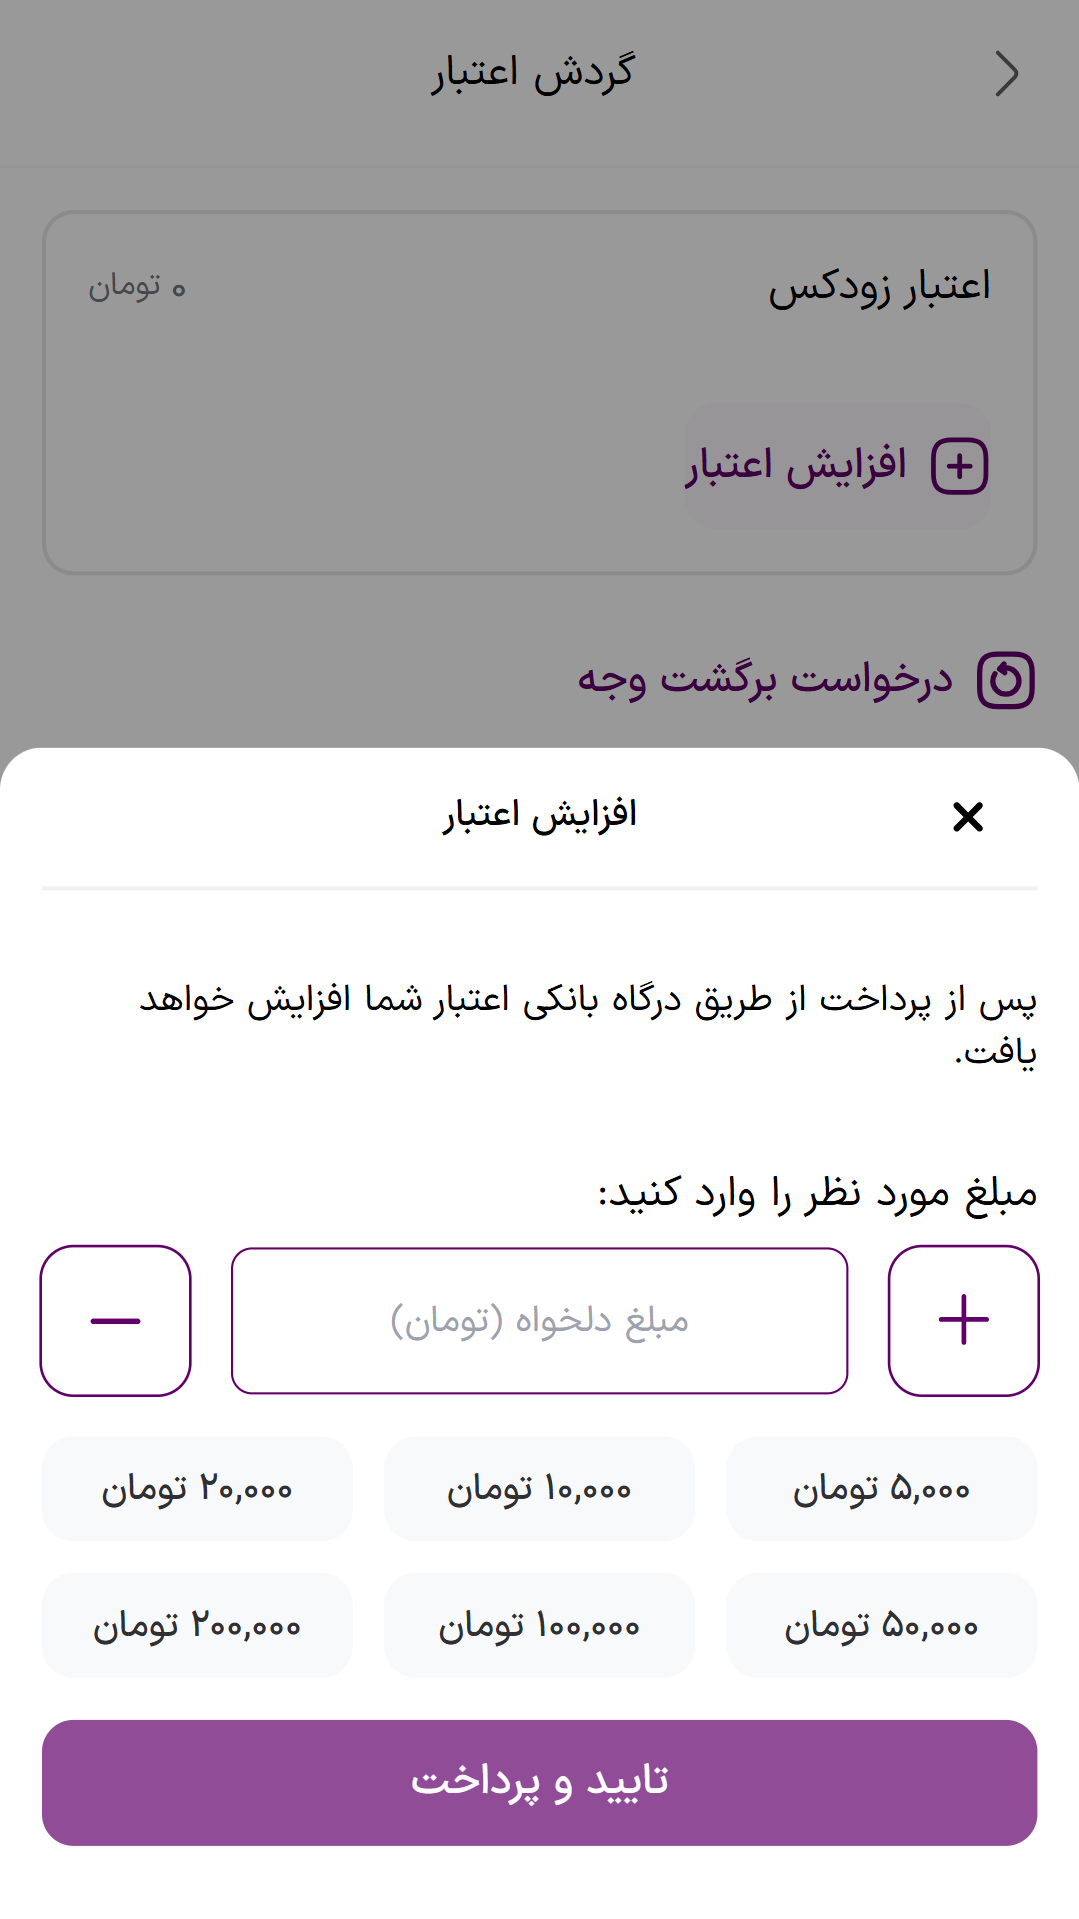 گردش اعتبار
اعتبار زودکس
۰ تومان
افزایش اعتبار
درخواست برگشت وجه
افزایش اعتبار
پس از پرداخت از طریق درگاه بانکی اعتبار شما افزایش خواهد
یافت.
مبلغ مورد نظر را وارد کنید:
مبلغ دلخواه (تومان)
۵,۰۰۰ تومان
۱۰,۰۰۰ تومان
۲۰,۰۰۰ تومان
۵۰,۰۰۰ تومان
۱۰۰,۰۰۰ تومان
۲۰۰,۰۰۰ تومان
تایید و پرداخت